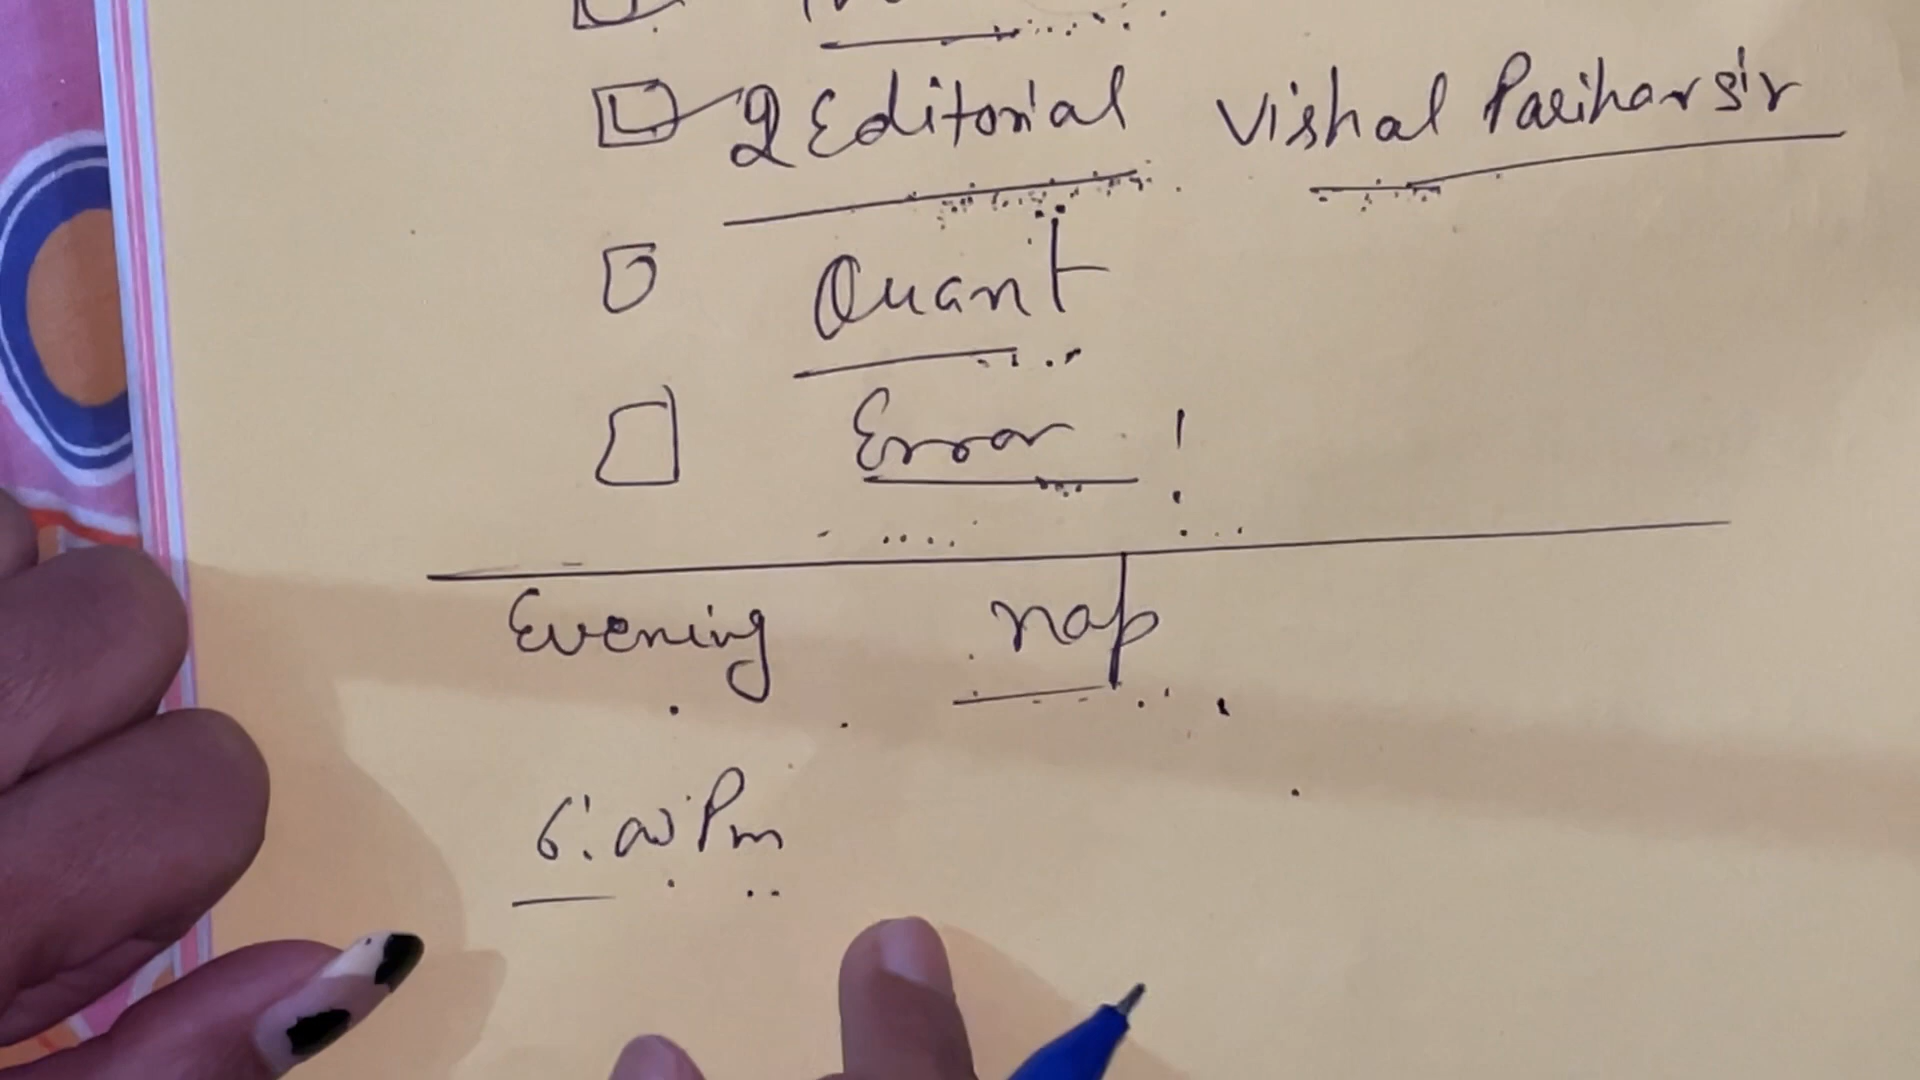 2 Editorial Vishal Parihar sir
Quant
Error !
Evening nap
6:00 Pm